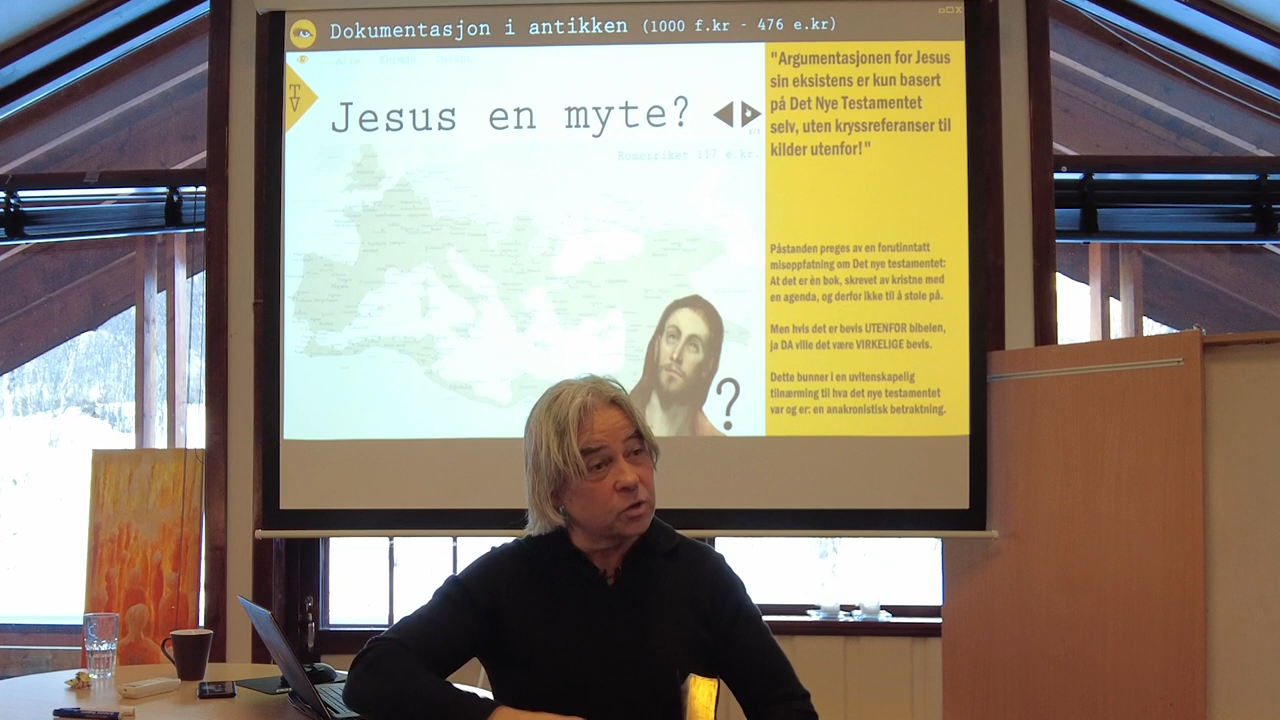 Dokumentasjon i antikken (1000 f.kr - 476 e.kr)
TV
Jesus en myte?
Romerriket 117 e.kr.
?
"Argumentasjonen for Jesus
sin eksistens er kun basert
på Det Nye Testamentet
selv, uten kryssreferanser til
kilder utenfor!"
Påstanden preges av en forutinntatt
misoppfatning om Det nye testamentet:
At det er èn bok, skrevet av kristne med
en agenda, og derfor ikke til å stole på.
Men hvis det er bevis UTENFOR bibelen,
ja DA ville det være VIRKELIGE bevis.
Dette bunner i en uvitenskapelig
tilnærming til hva det nye testamentet
var og er: en anakronistisk betraktning.